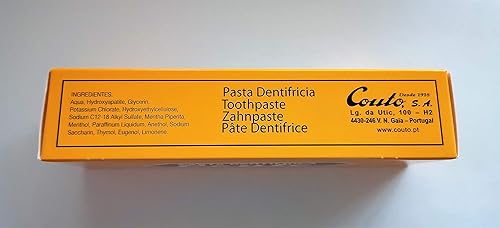 INGREDIENTES:
Aqua, Hydroxyapatite, Glycerin,
Potassium Chlorate, Hydroxyethylcellulose,
Sodium C12-18 Alkyl Sulfate, Mentha Piperita,
Menthol, Paraffinum Liquidum, Anethol, Sodium
Saccharin, Thymol, Eugenol, Limonene.
Pasta Dentifricia
Toothpaste
Zahnpaste
Pâte Dentifrice
Desde 1918
Couto, S.A.
Lg. da Utic, 100 - H2
4430-246 V. N. Gaia - Portugal
www.couto.pt